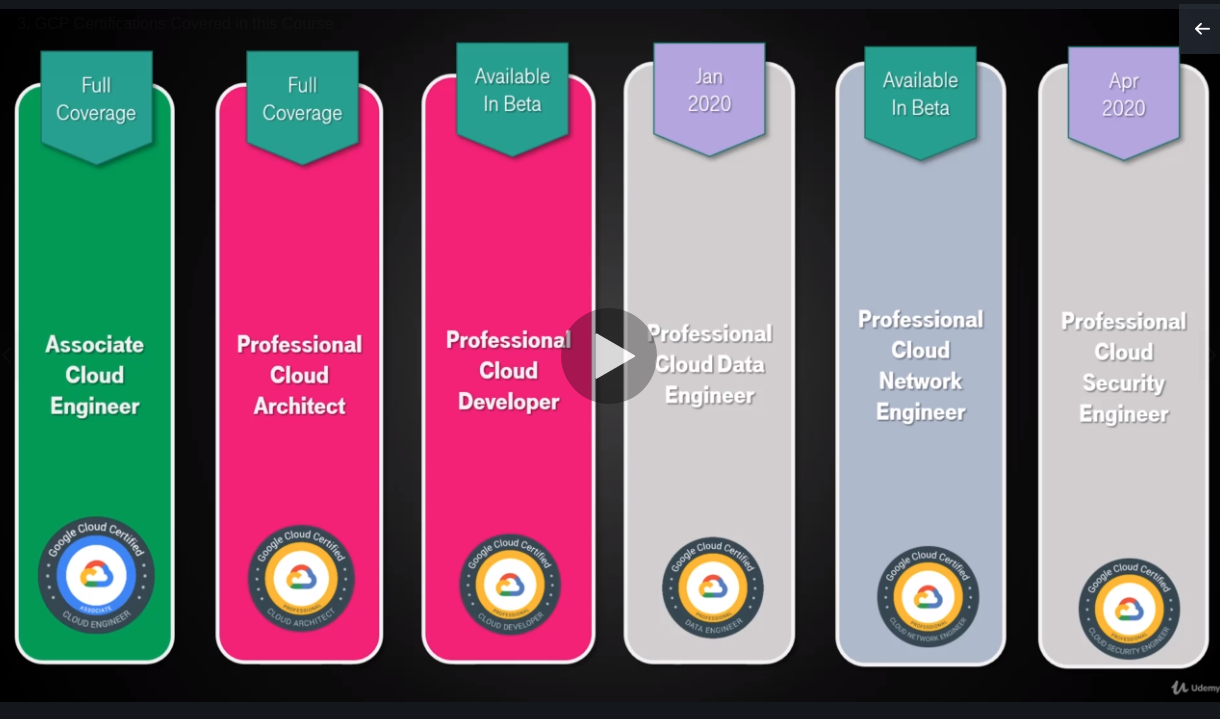 3. GCP Certifications Covered in this Course
Full
Coverage
Associate
Cloud
Engineer
Google Cloud Certified
ASSOCIATE
CLOUD ENGINEER
Full
Coverage
Professional
Cloud
Architect
Google Cloud Certified
PROFESSIONAL
CLOUD ARCHITECT
Available
In Beta
Professional
Cloud
Developer
Google Cloud Certified
PROFESSIONAL
CLOUD DEVELOPER
Jan
2020
Professional
Cloud Data
Engineer
Google Cloud Certified
PROFESSIONAL
DATA ENGINEER
Available
In Beta
Professional
Cloud
Network
Engineer
Google Cloud Certified
PROFESSIONAL
CLOUD NETWORK ENGINEER
Apr
2020
Professional
Cloud
Security
Engineer
Google Cloud Certified
PROFESSIONAL
CLOUD SECURITY ENGINEER
Udemy